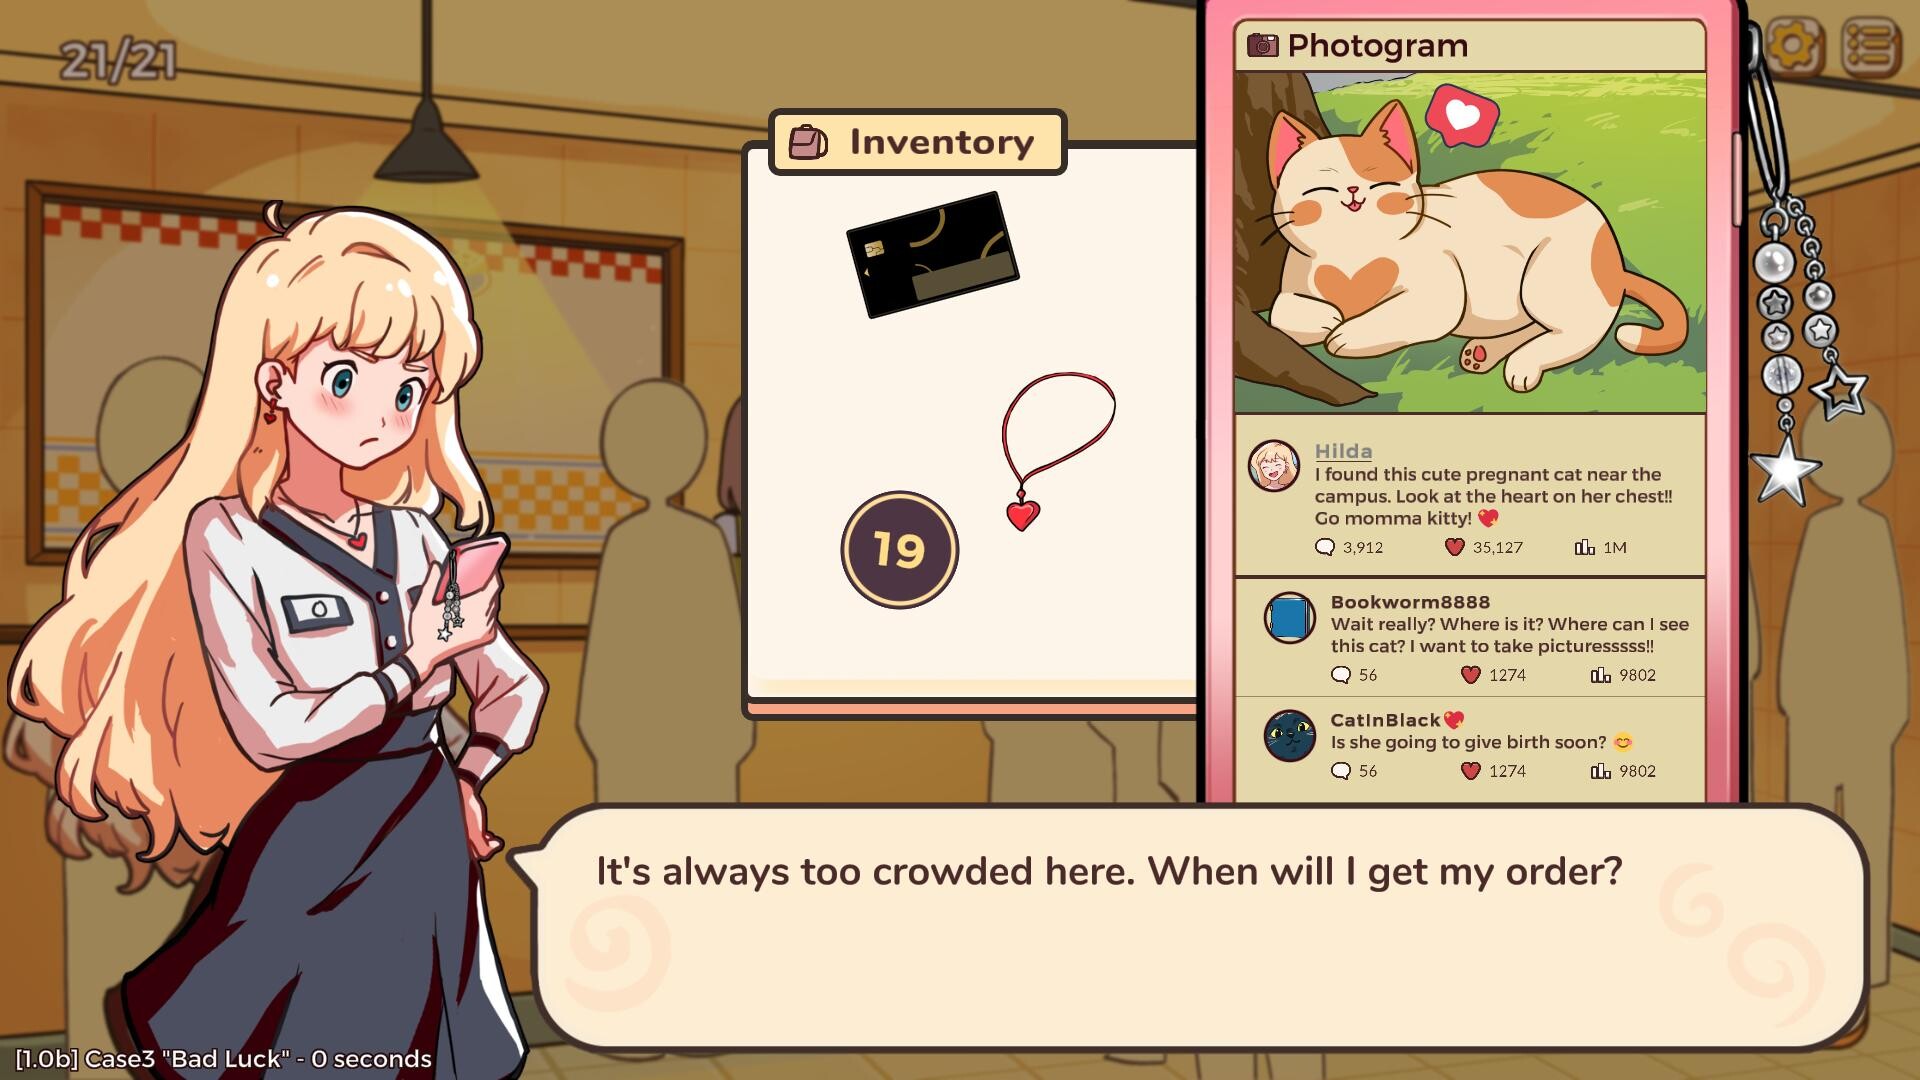 21/21
Inventory
19
Photogram
Hilda
I found this cute pregnant cat near the
campus. Look at the heart on her chest!!
Go momma kitty! 💖
3,912 35,127 1M
Bookworm8888
Wait really? Where is it? Where can I see
this cat? I want to take picturesssss!!
56 1274 9802
CatInBlack💖
Is she going to give birth soon? 😊
56 1274 9802
It's always too crowded here. When will I get my order?
[1.0b] Case3 "Bad Luck" - 0 seconds